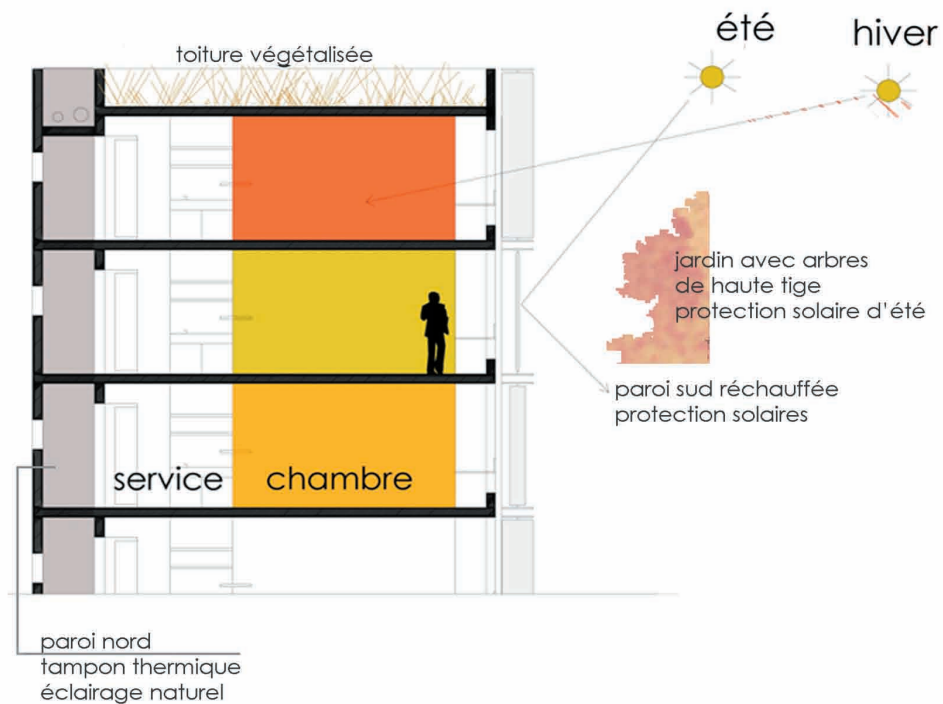 été
hiver
toiture végétalisée
jardin avec arbres
de haute tige
protection solaire d'été
paroi sud réchauffée
protection solaires
service
chambre
paroi nord
tampon thermique
éclairage naturel